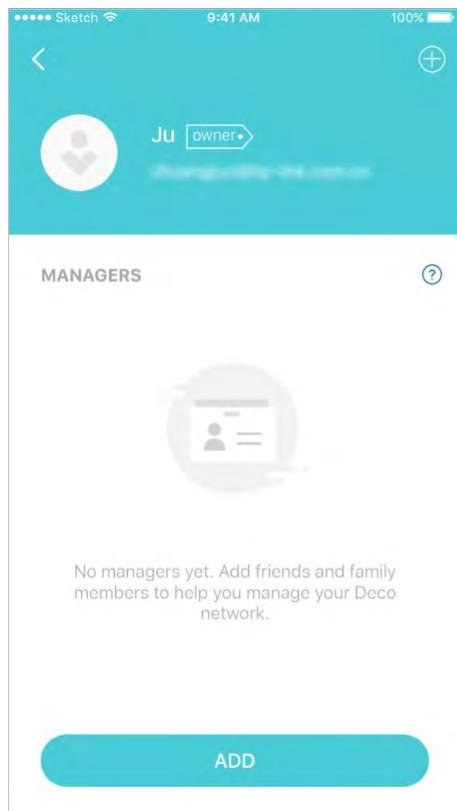 Sketch 9:41 AM 100%
Ju owner
MANAGERS ?
No managers yet. Add friends and family
members to help you manage your Deco
network.
ADD